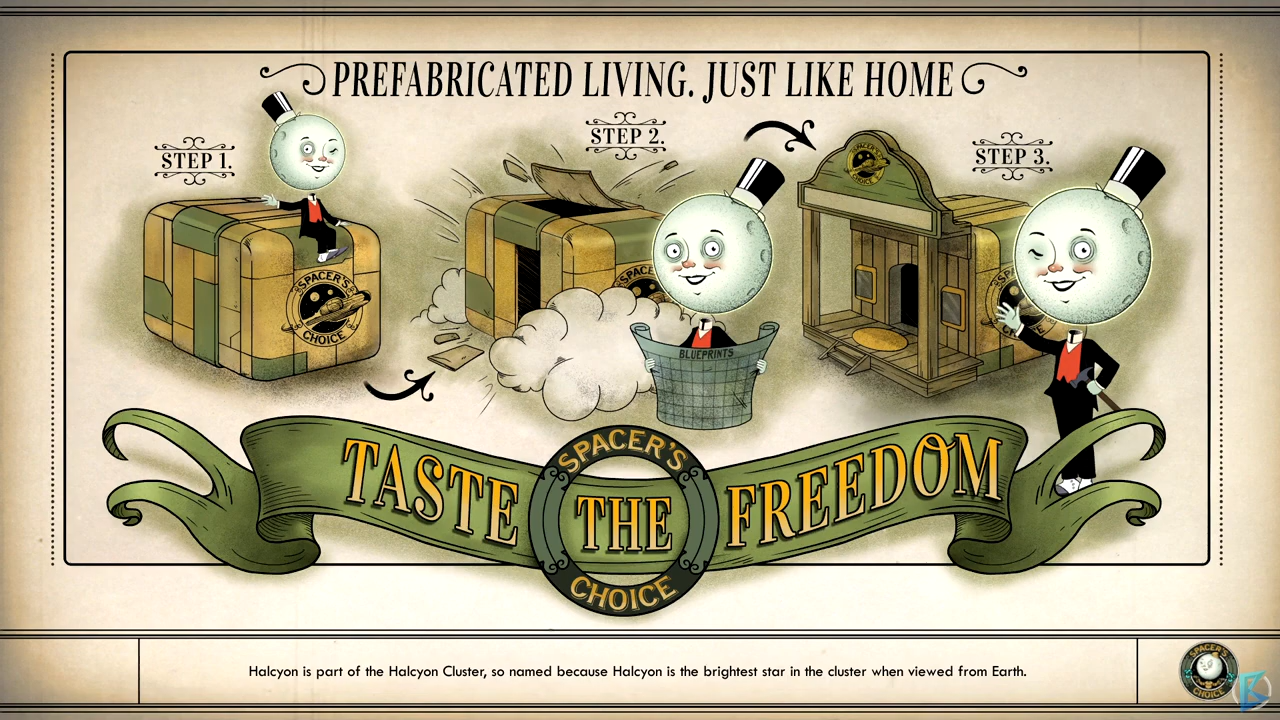 PREFABRICATED LIVING. JUST LIKE HOME
STEP 1.
STEP 2.
STEP 3.
SPACER'S
CHOICE
SPACER'S
CHOICE
BLUEPRINTS
TASTE THE FREEDOM
SPACER'S
CHOICE
Halcyon is part of the Halcyon Cluster, so named because Halcyon is the brightest star in the cluster when viewed from Earth.
SPACER'S
CHOICE